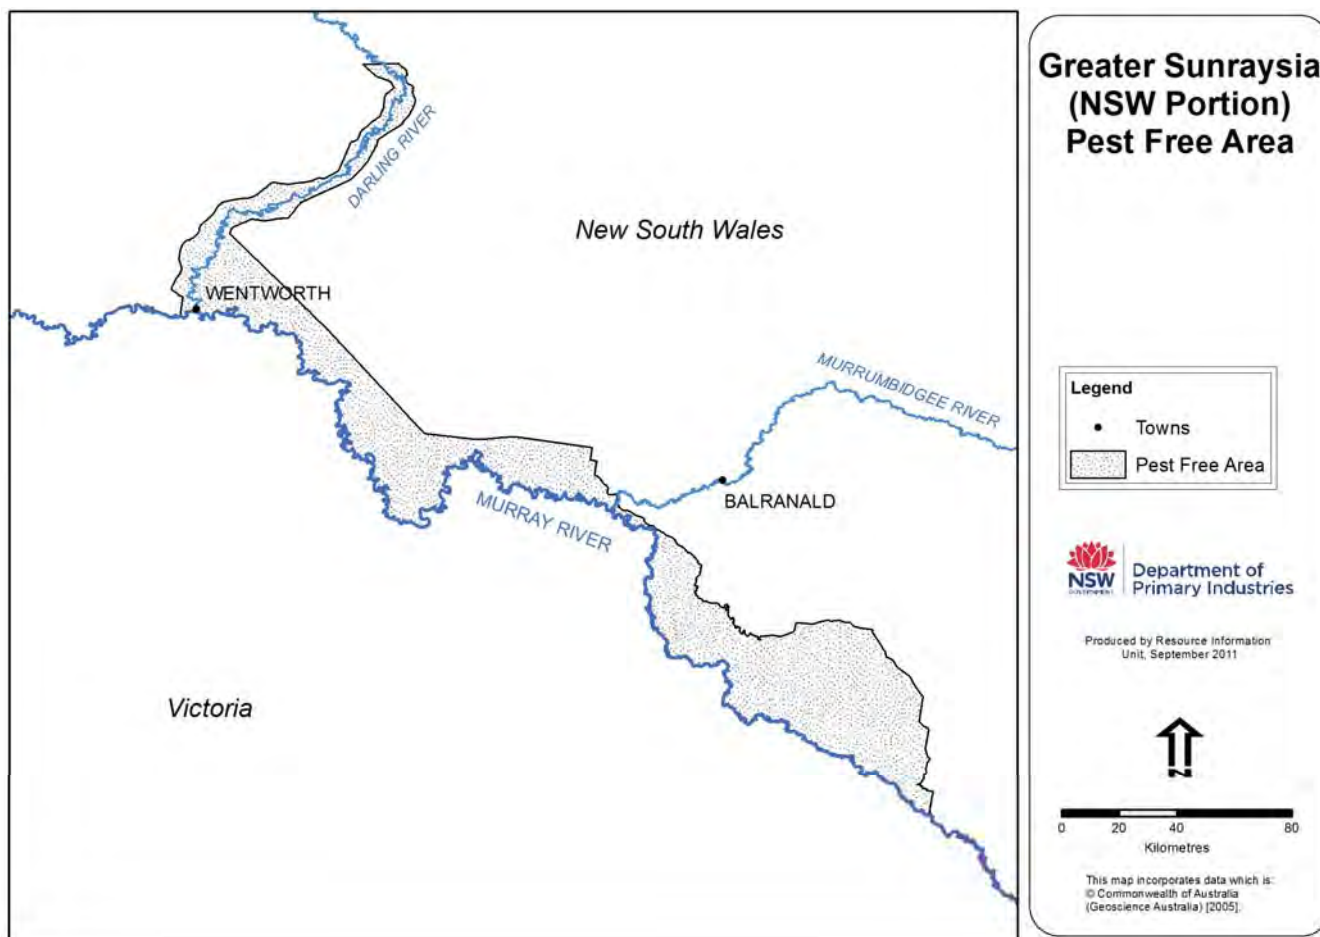 Greater Sunraysia
(NSW Portion)
Pest Free Area
DARLING RIVER
New South Wales
WENTWORTH
MURRUMBIDGEE RIVER
BALRANALD
MURRAY RIVER
Victoria
Legend
Towns
Pest Free Area
NSW
GOVERNMENT
Department of
Primary Industries
Produced by Resource Information
Unit, September 2011
N
0 20 40 80
Kilometres
This map incorporates data which is:
© Commonwealth of Australia
(Geoscience Australia) [2005].